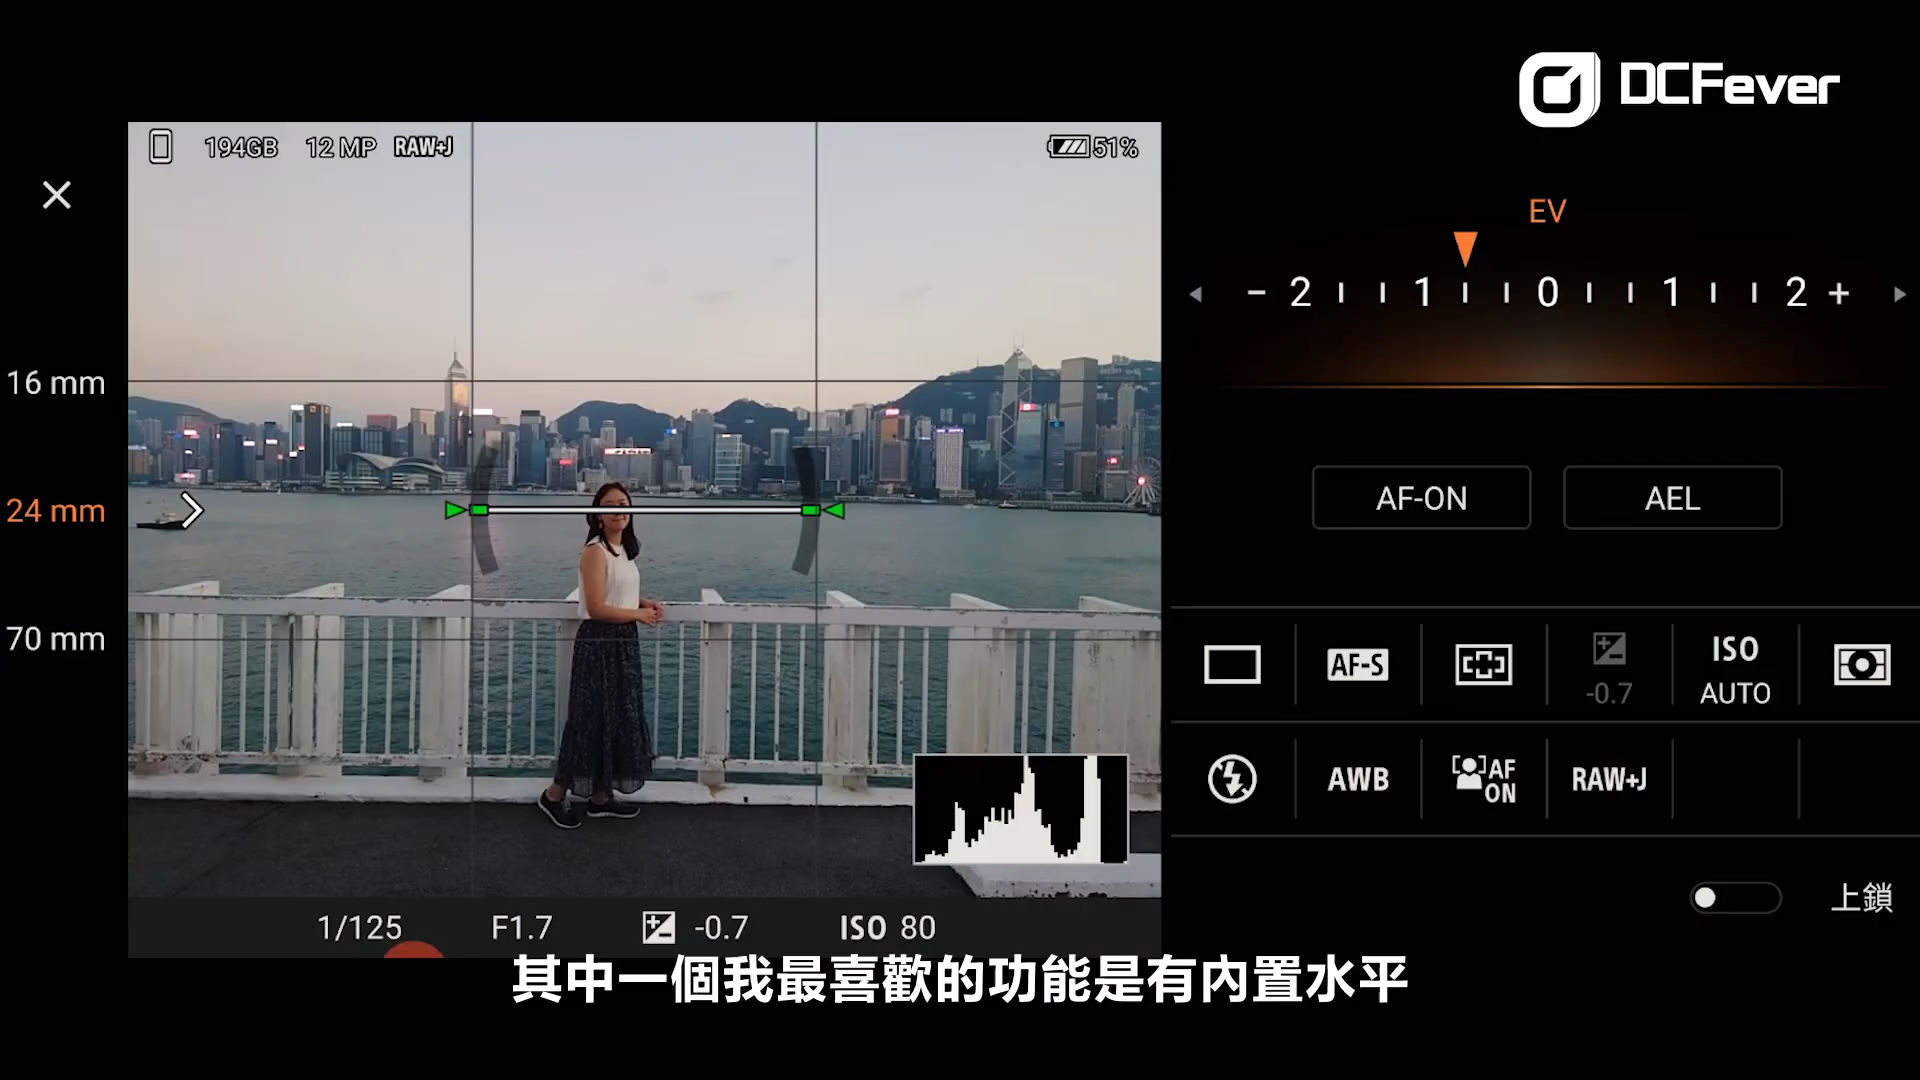 DCFever
194GB 12 MP RAW+J 51%
EV
− 2 1 0 1 2 +
16 mm
24 mm
70 mm
AF-ON AEL
AF-S -0.7 ISO AUTO
AWB AF ON RAW+J
上鎖
1/125 F1.7 -0.7 ISO 80
其中一個我最喜歡的功能是有內置水平